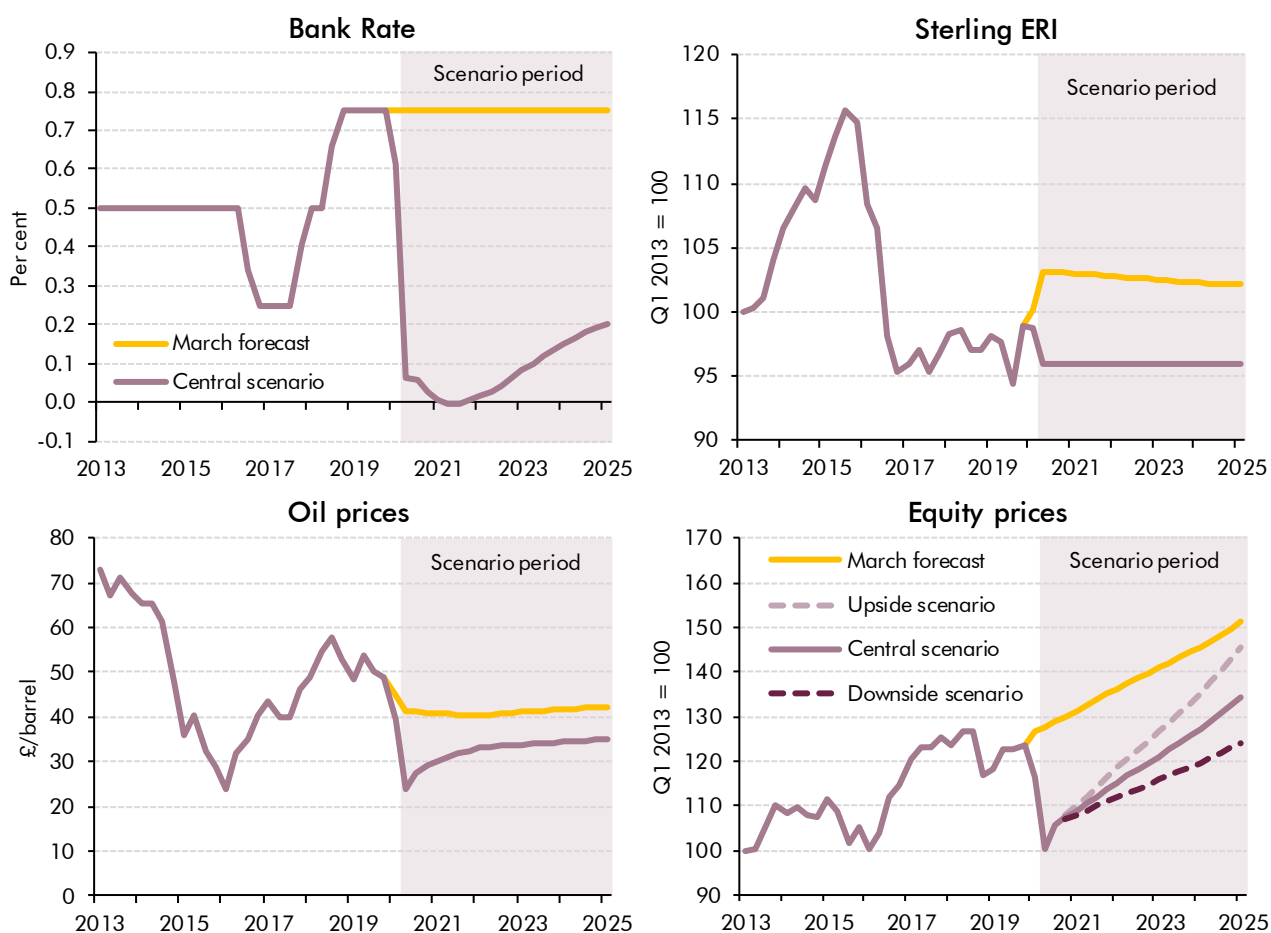 Bank Rate
0.9
0.8
0.7
0.6
0.5
0.4
0.3
0.2
0.1
0.0
-0.1
Per cent
Scenario period
March forecast
Central scenario
2013 2015 2017 2019 2021 2023 2025
Sterling ERI
120
115
110
105
100
95
90
Q1 2013 = 100
Scenario period
2013 2015 2017 2019 2021 2023 2025
Oil prices
80
70
60
50
40
30
20
10
0
£/barrel
Scenario period
2013 2015 2017 2019 2021 2023 2025
Equity prices
170
160
150
140
130
120
110
100
90
Q1 2013 = 100
March forecast
Upside scenario
Central scenario
Downside scenario
Scenario period
2013 2015 2017 2019 2021 2023 2025